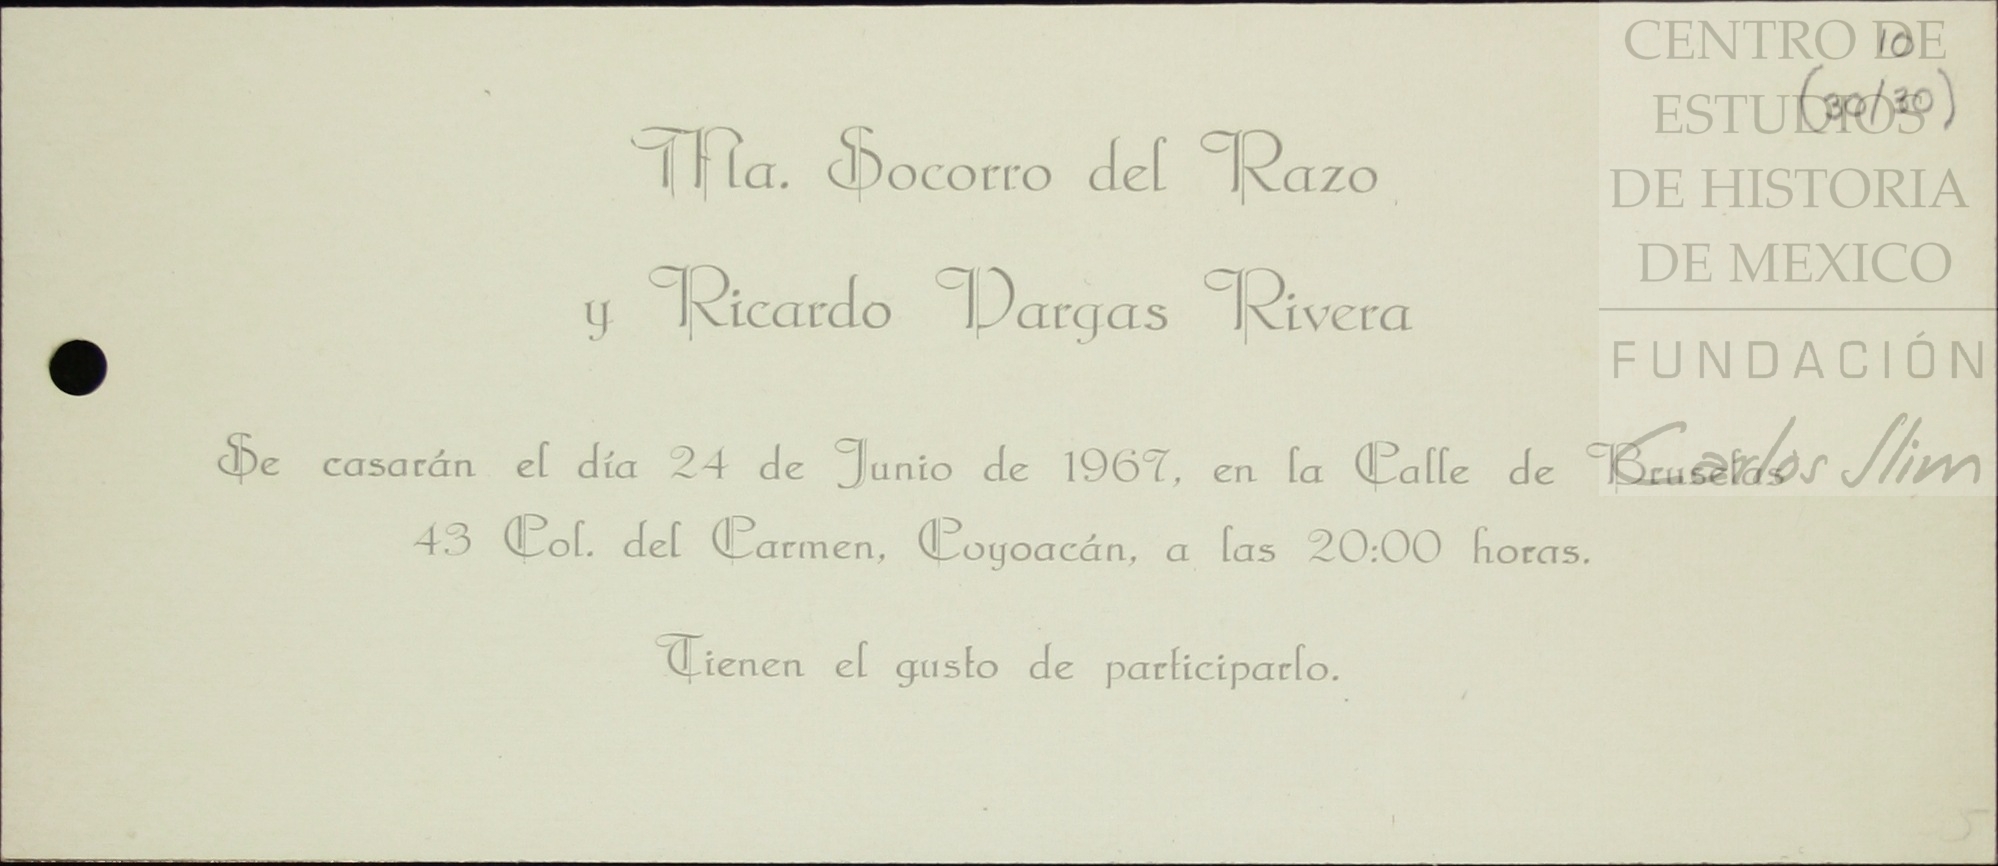 CENTRO DE
ESTUDIOS
DE HISTORIA
DE MEXICO
FUNDACIÓN
Carlos Slim
10
(30/30)
Ma. Socorro del Razo
y Ricardo Vargas Rivera
Se casarán el día 24 de Junio de 1967, en la Calle de Bruselas
43 Col. del Carmen, Coyoacán, a las 20:00 horas.
Tienen el gusto de participarlo.
5